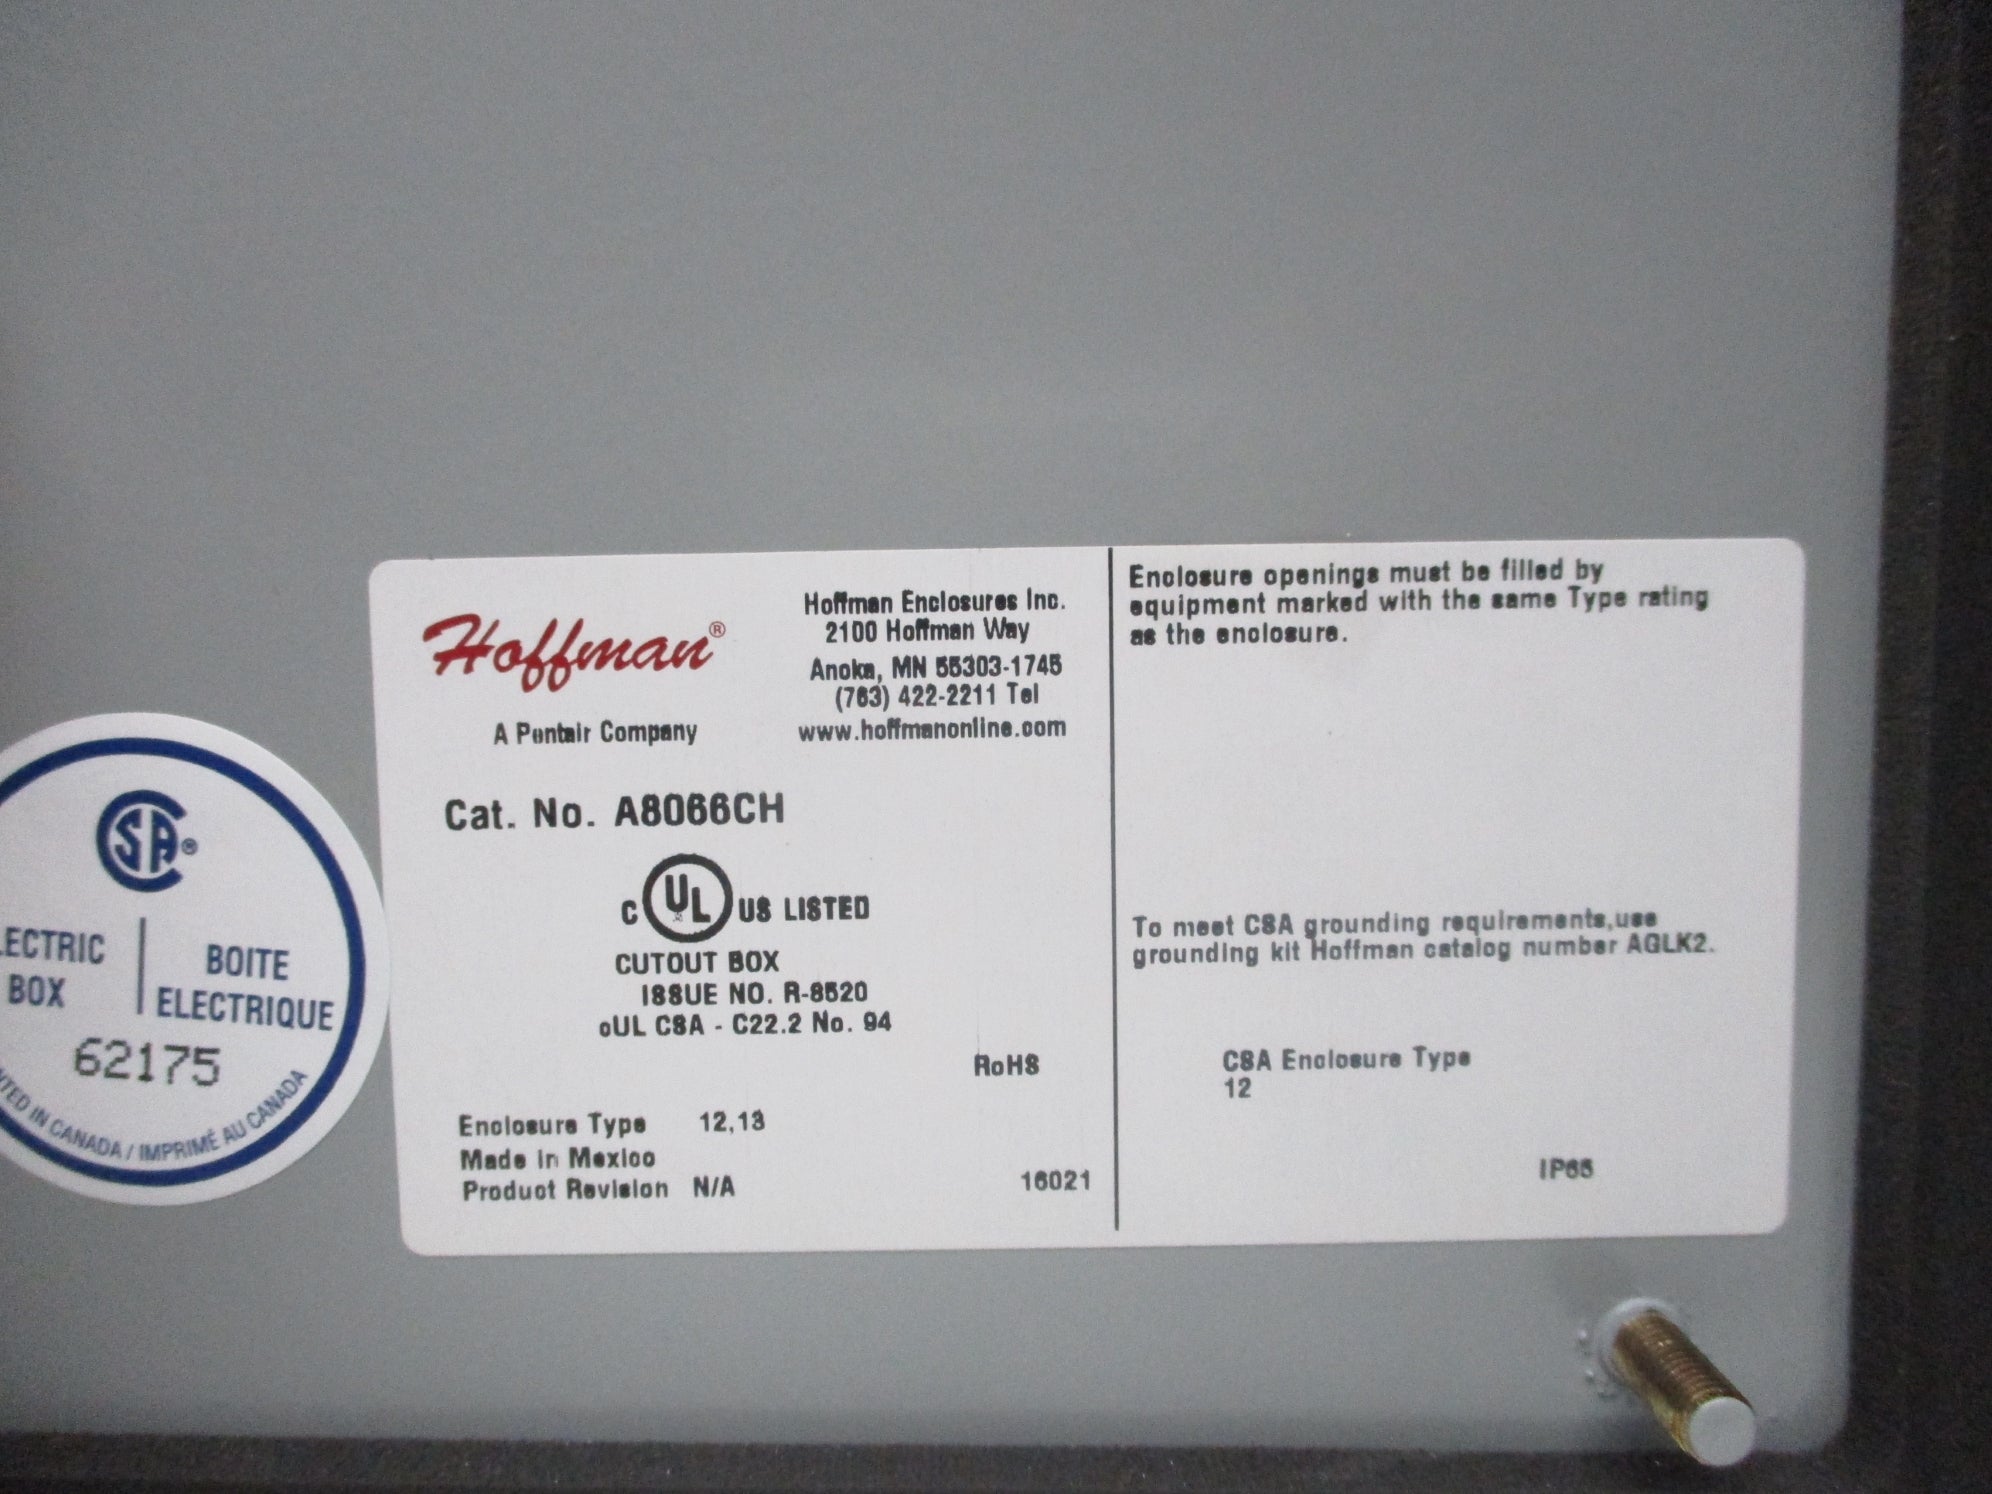 Hoffman®
A Pentair Company
Hoffman Enclosures Inc.
2100 Hoffman Way
Anoka, MN 55303-1745
(763) 422-2211 Tel
www.hoffmanonline.com
Cat. No. A8066CH
C UL US LISTED
CUTOUT BOX
ISSUE NO. R-8520
cUL CSA - C22.2 No. 94
RoHS
Enclosure Type 12,13
Made in Mexico
Product Revision N/A
16021
Enclosure openings must be filled by
equipment marked with the same Type rating
as the enclosure.
To meet CSA grounding requirements,use
grounding kit Hoffman catalog number AGLK2.
CSA Enclosure Type
12
IP65
SA®
LECTRIC
BOX
BOITE
ELECTRIQUE
62175
NTED IN CANADA / IMPRIMÉ AU CANADA